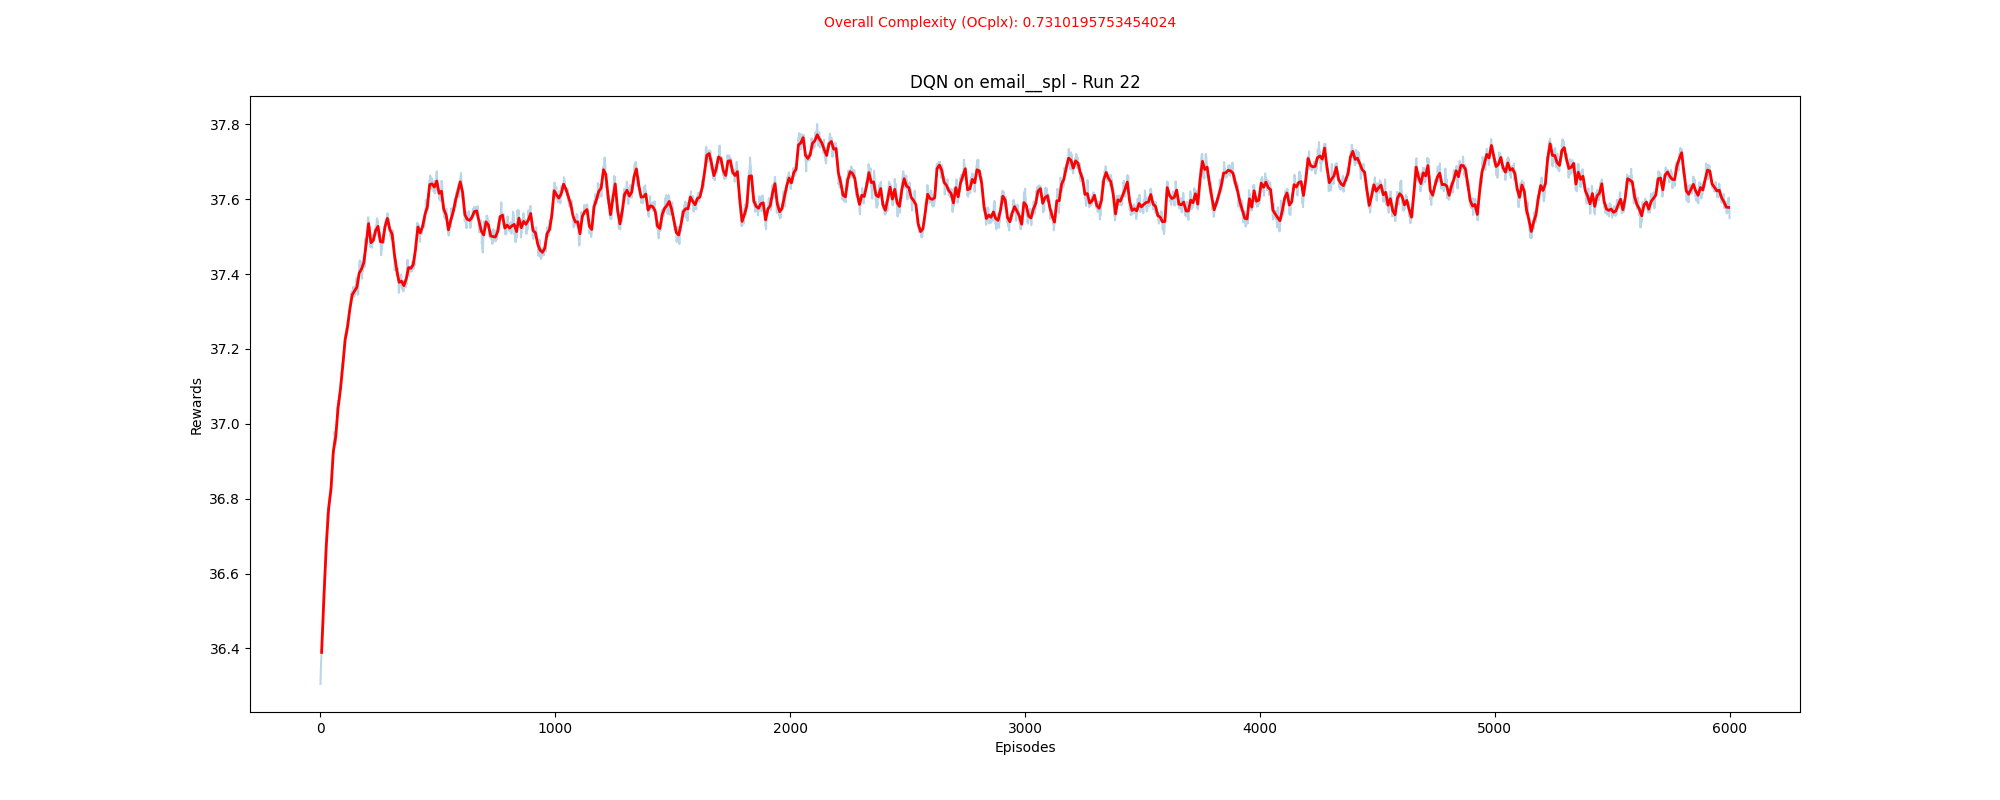 Overall Complexity (OCplx): 0.7310195753454024
DQN on email__spl - Run 22
37.8
37.6
37.4
37.2
37.0
36.8
36.6
36.4
Rewards
0 1000 2000 3000 4000 5000 6000
Episodes